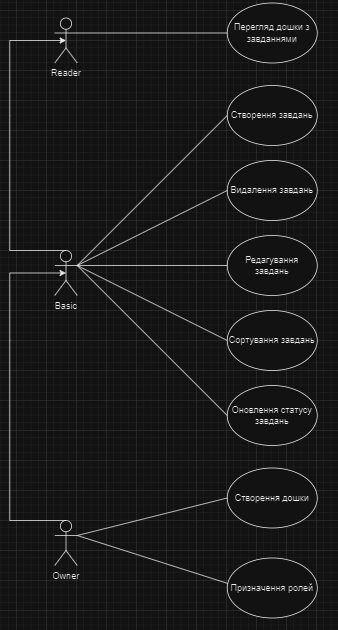 Перегляд дошки з
завданнями
Reader
Створення завдань
Видалення завдань
Редагування
завдань
Basic
Сортування завдань
Оновлення статусу
завдань
Створення дошки
Owner
Призначення ролей